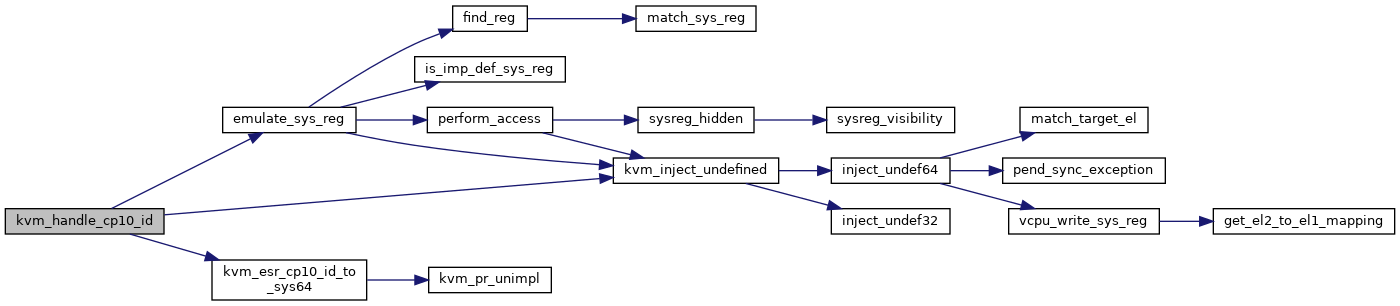 find_reg
match_sys_reg
is_imp_def_sys_reg
emulate_sys_reg
perform_access
sysreg_hidden
sysreg_visibility
match_target_el
kvm_inject_undefined
inject_undef64
pend_sync_exception
kvm_handle_cp10_id
inject_undef32
vcpu_write_sys_reg
get_el2_to_el1_mapping
kvm_esr_cp10_id_to
_sys64
kvm_pr_unimpl